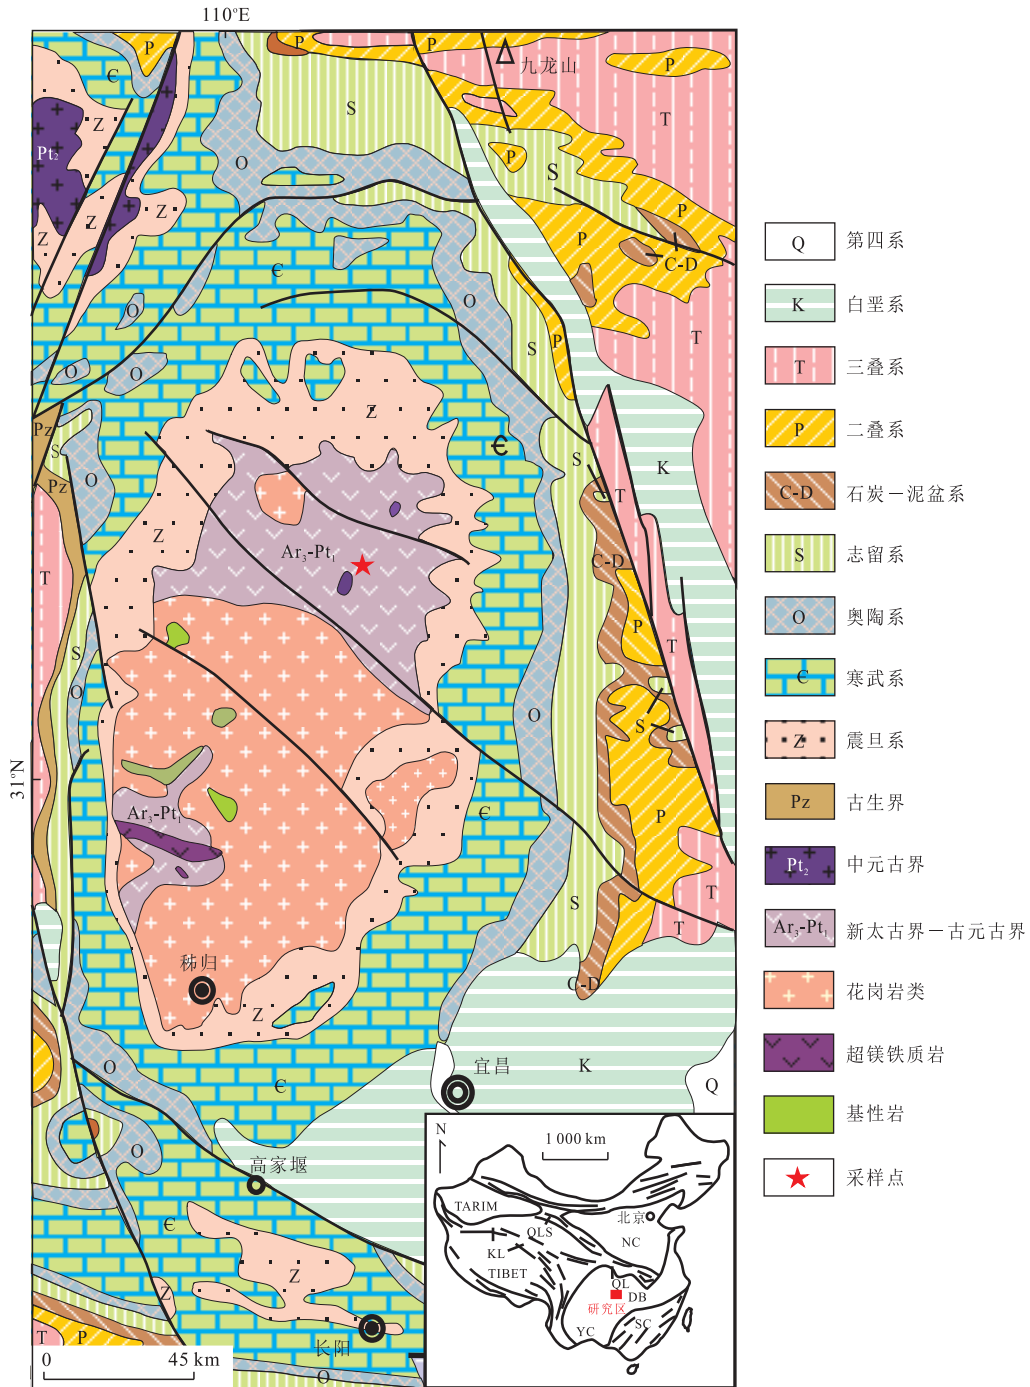 110°E
P
P
P
九龙山
P
Є
Z
S
T
Pt₂
O
P
S
Z
Z
P
Z
P
C-D
Є
O
O
T
S
P
O
O
Z
Pz
Є
S
S
K
O
Pz
T
Z
Ar₃-Pt₁
C-D
T
P
S
T
O
O
S
31°N
Ar₃-Pt₁
Є
P
T
S
T
秭归
C-D
Z
宜昌
K
O
Є
Q
O
高家堰
Є
Z
Z
T
P
长阳
O
0 45 km
N
1 000 km
TARIM
北京
QLS
NC
KL
TIBET
QL
DB
研究区
SC
YC
Q 第四系
K 白垩系
T 三叠系
P 二叠系
C-D 石炭－泥盆系
S 志留系
O 奥陶系
Є 寒武系
Z 震旦系
Pz 古生界
Pt₂ 中元古界
Ar₃-Pt₁ 新太古界－古元古界
花岗岩类
超镁铁质岩
基性岩
采样点